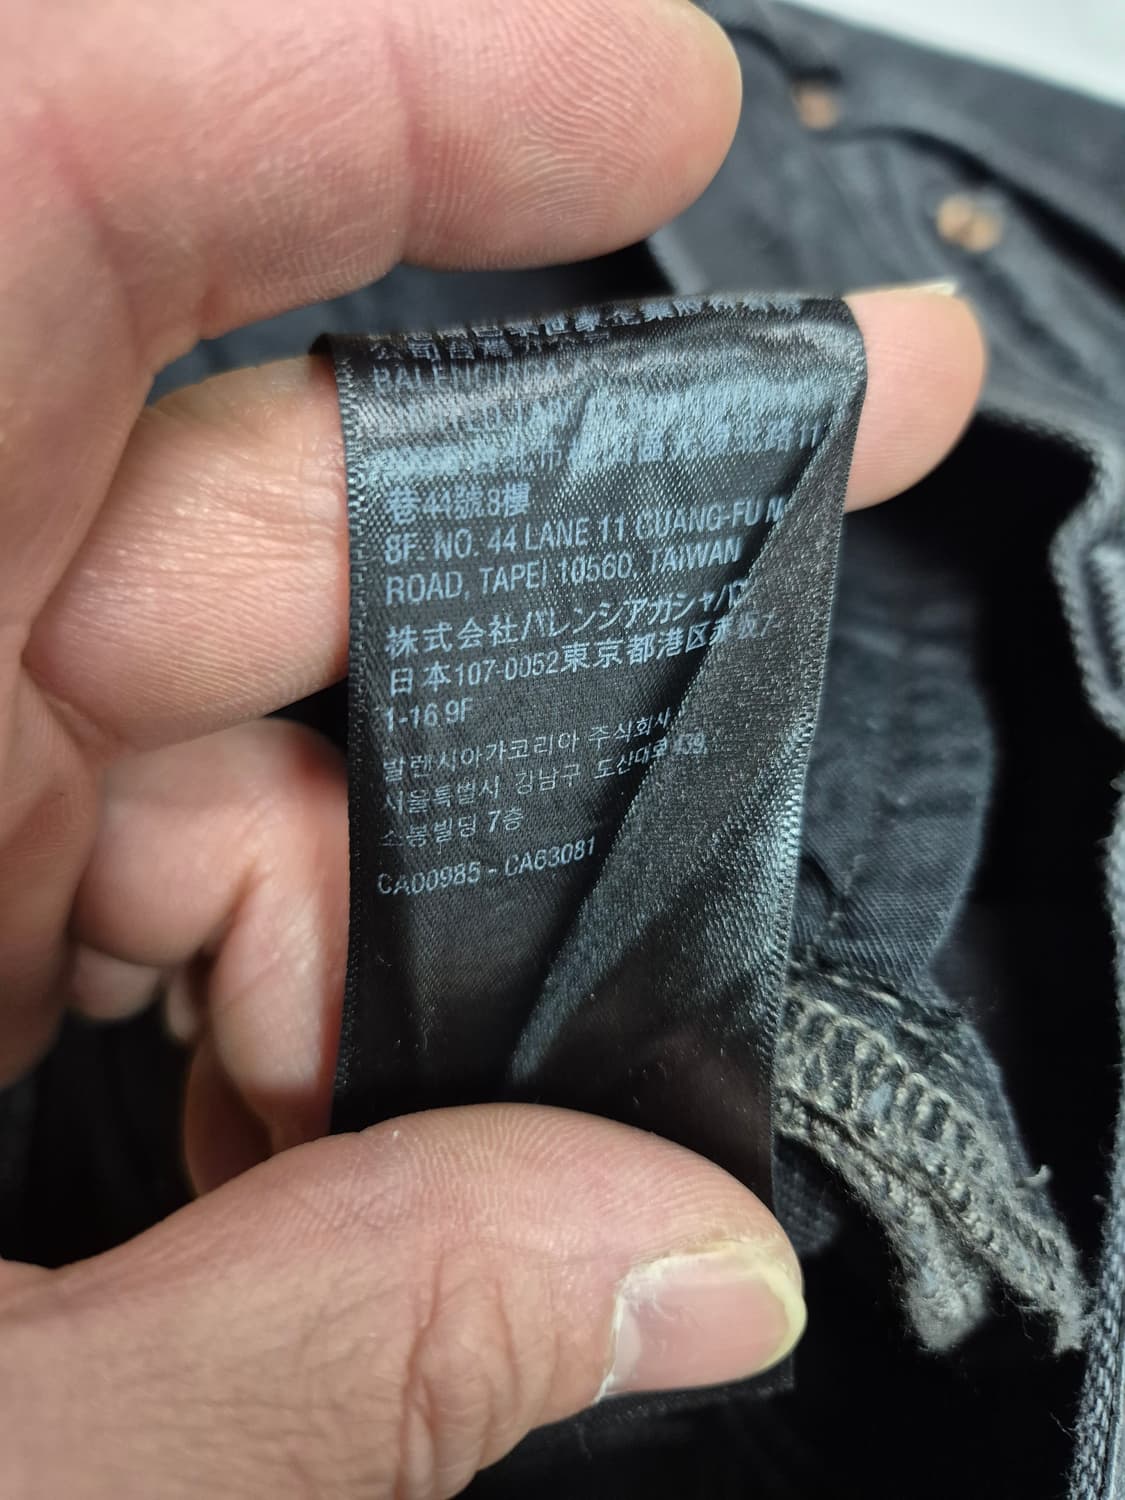 公司台灣
BALENCIAGA
巷44號8樓
8F. NO. 44 LANE 11 GUANG-FU N
ROAD, TAPEI 10560, TAIWAN
株式会社バレンシアガジャパ
日本107-0052東京都港区赤坂7-
1-16 9F
발렌시아가코리아 주식회사
서울특별시 강남구 도산대로 439,
소봉빌딩 7층
CA00985 - CA63081